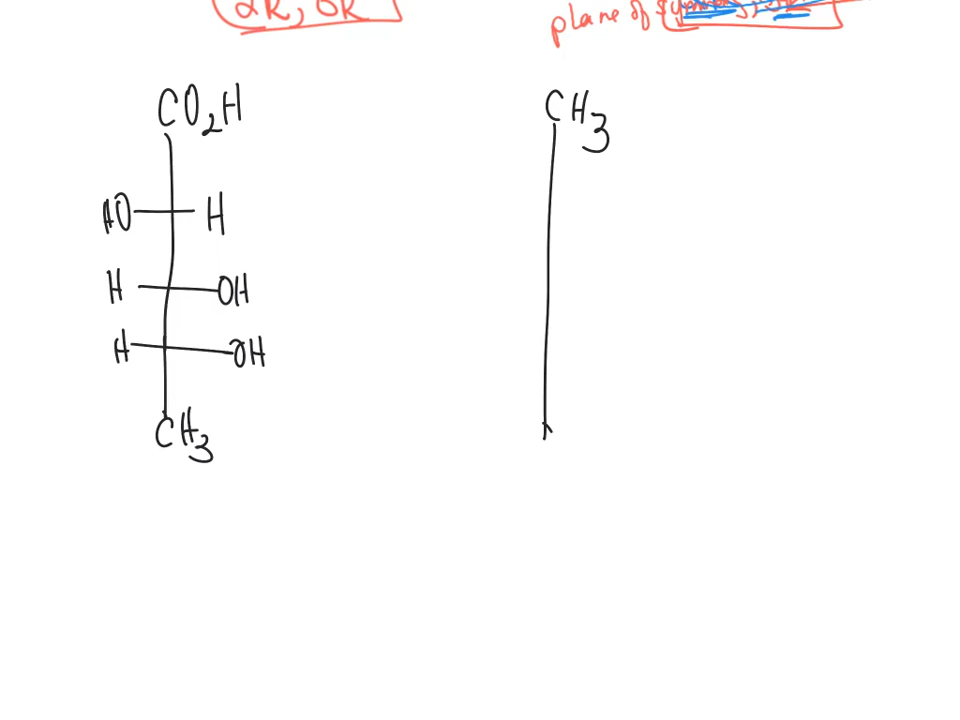 2R, 3R
plane of
CO2H
CH3
HO H
H OH
H OH
CH3